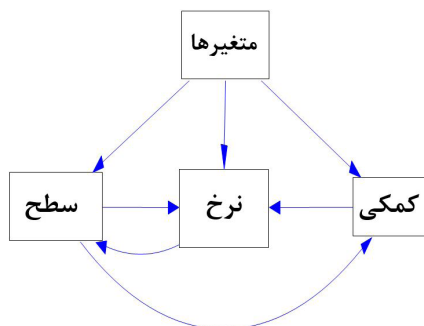 متغیرها
سطح
نرخ
کمکی